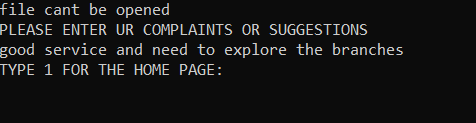 file cant be opened
PLEASE ENTER UR COMPLAINTS OR SUGGESTIONS
good service and need to explore the branches
TYPE 1 FOR THE HOME PAGE: